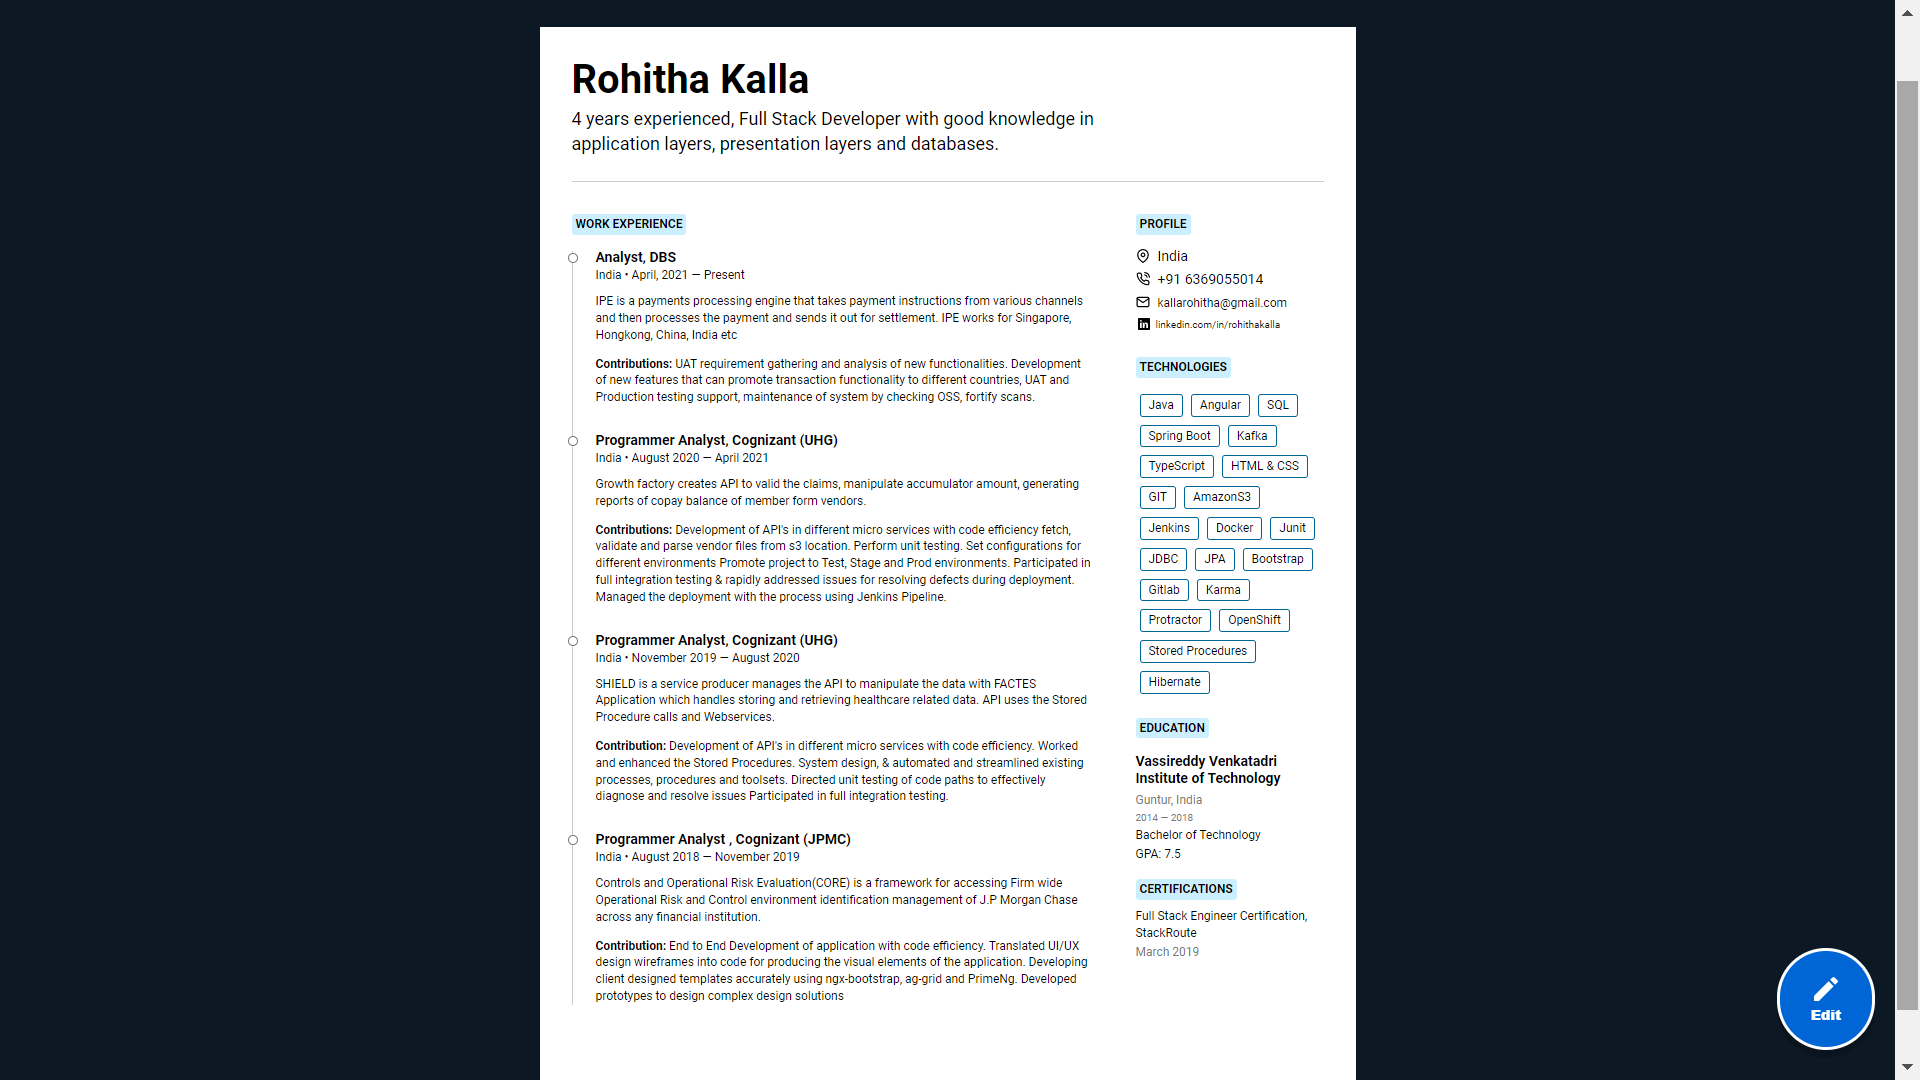 Rohitha Kalla
4 years experienced, Full Stack Developer with good knowledge in
application layers, presentation layers and databases.
WORK EXPERIENCE
Analyst, DBS
India • April, 2021 — Present
IPE is a payments processing engine that takes payment instructions from various channels
and then processes the payment and sends it out for settlement. IPE works for Singapore,
Hongkong, China, India etc
Contributions: UAT requirement gathering and analysis of new functionalities. Development
of new features that can promote transaction functionality to different countries, UAT and
Production testing support, maintenance of system by checking OSS, fortify scans.
Programmer Analyst, Cognizant (UHG)
India • August 2020 — April 2021
Growth factory creates API to valid the claims, manipulate accumulator amount, generating
reports of copay balance of member form vendors.
Contributions: Development of API's in different micro services with code efficiency fetch,
validate and parse vendor files from s3 location. Perform unit testing. Set configurations for
different environments Promote project to Test, Stage and Prod environments. Participated in
full integration testing & rapidly addressed issues for resolving defects during deployment.
Managed the deployment with the process using Jenkins Pipeline.
Programmer Analyst, Cognizant (UHG)
India • November 2019 — August 2020
SHIELD is a service producer manages the API to manipulate the data with FACTES
Application which handles storing and retrieving healthcare related data. API uses the Stored
Procedure calls and Webservices.
Contribution: Development of API's in different micro services with code efficiency. Worked
and enhanced the Stored Procedures. System design, & automated and streamlined existing
processes, procedures and toolsets. Directed unit testing of code paths to effectively
diagnose and resolve issues Participated in full integration testing.
Programmer Analyst , Cognizant (JPMC)
India • August 2018 — November 2019
Controls and Operational Risk Evaluation(CORE) is a framework for accessing Firm wide
Operational Risk and Control environment identification management of J.P Morgan Chase
across any financial institution.
Contribution: End to End Development of application with code efficiency. Translated UI/UX
design wireframes into code for producing the visual elements of the application. Developing
client designed templates accurately using ngx-bootstrap, ag-grid and PrimeNg. Developed
prototypes to design complex design solutions
PROFILE
India
+91 6369055014
kallarohitha@gmail.com
linkedin.com/in/rohithakalla
TECHNOLOGIES
Java Angular SQL
Spring Boot Kafka
TypeScript HTML & CSS
GIT AmazonS3
Jenkins Docker Junit
JDBC JPA Bootstrap
Gitlab Karma
Protractor OpenShift
Stored Procedures
Hibernate
EDUCATION
Vassireddy Venkatadri
Institute of Technology
Guntur, India
2014 — 2018
Bachelor of Technology
GPA: 7.5
CERTIFICATIONS
Full Stack Engineer Certification,
StackRoute
March 2019
Edit